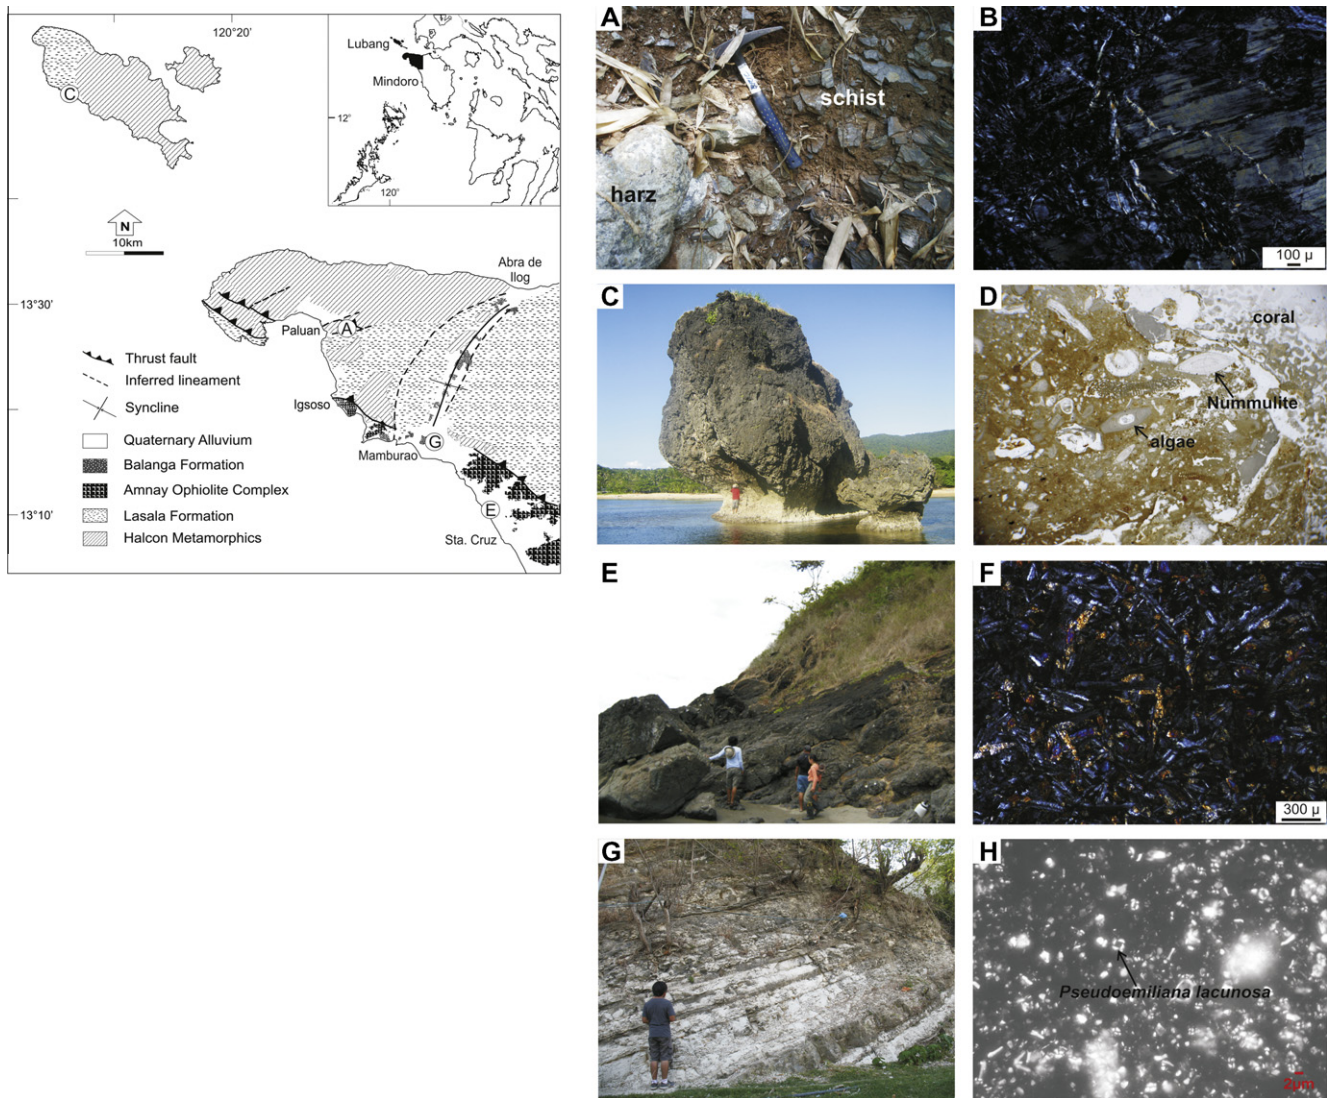 120°20'
C
N
10km
Lubang
Mindoro
12°
120°
Abra de
Ilog
13°30'
Paluan
A
Thrust fault
Inferred lineament
Syncline
Igsoso
G
Mamburao
Quaternary Alluvium
Balanga Formation
Amnay Ophiolite Complex
Lasala Formation
Halcon Metamorphics
13°10'
E
Sta. Cruz
A
schist
harz
B
100 µ
C
D
coral
Nummulite
algae
E
F
300 µ
G
H
Pseudoemiliana lacunosa
2µm